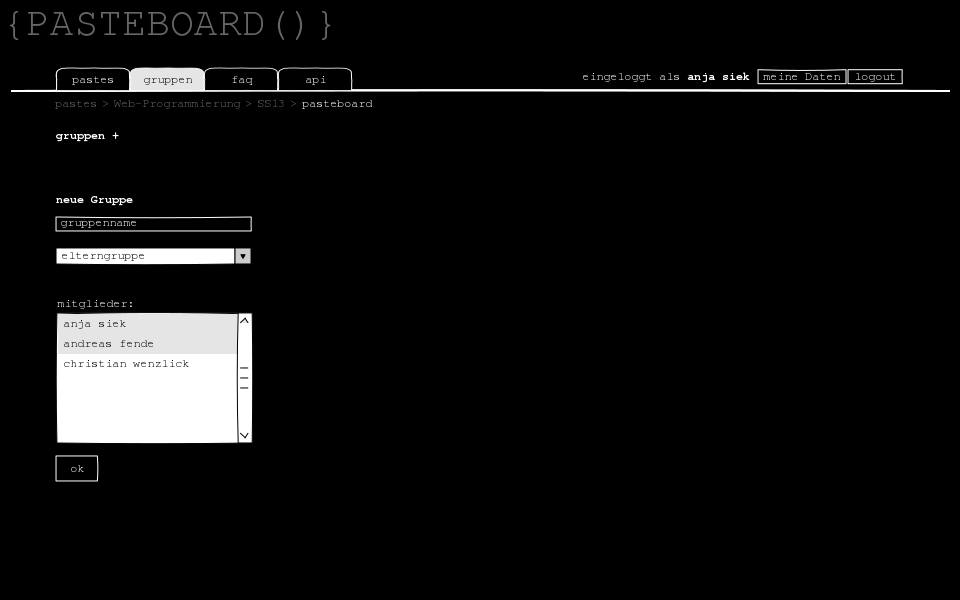 {PASTEBOARD()}
pastes gruppen faq api eingeloggt als anja siek meine Daten logout
pastes > Web-Programmierung > SS13 > pasteboard
gruppen +
neue Gruppe
gruppenname
elterngruppe
mitglieder:
anja siek
andreas fende
christian wenzlick
ok